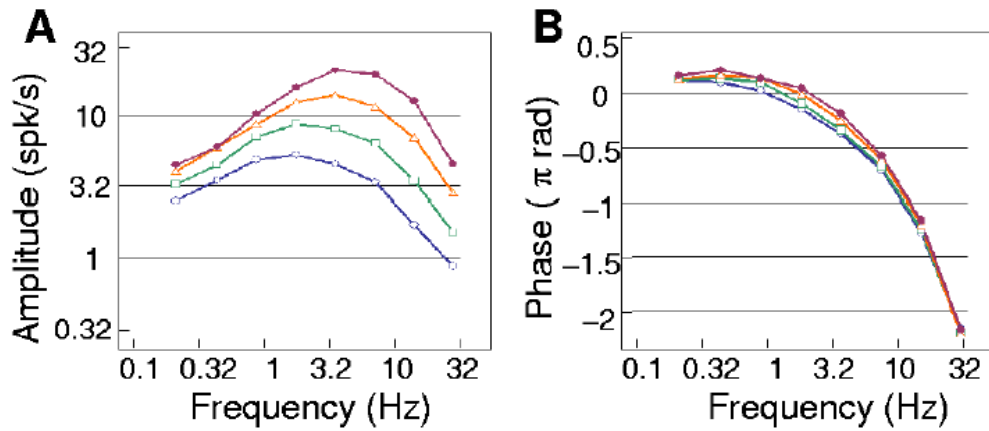 A
Amplitude (spk/s)
32
10
3.2
1
0.32
0.1 0.32 1 3.2 10 32
Frequency (Hz)
B
Phase ( π rad)
0.5
0
−0.5
−1
−1.5
−2
0.1 0.32 1 3.2 10 32
Frequency (Hz)